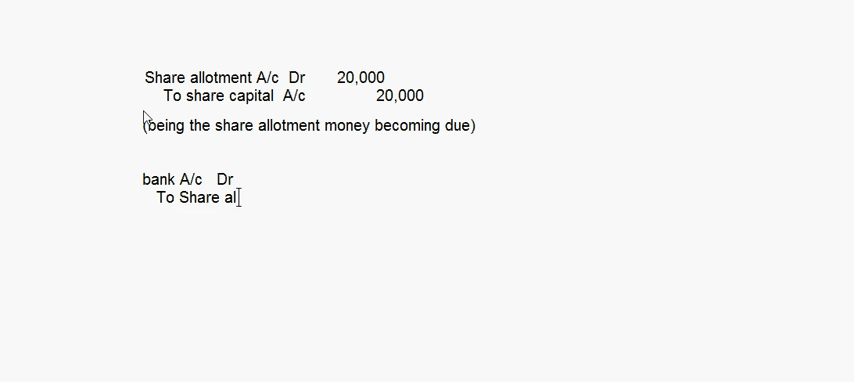 Share allotment A/c Dr 20,000
To share capital A/c 20,000
(being the share allotment money becoming due)
bank A/c Dr
To Share al